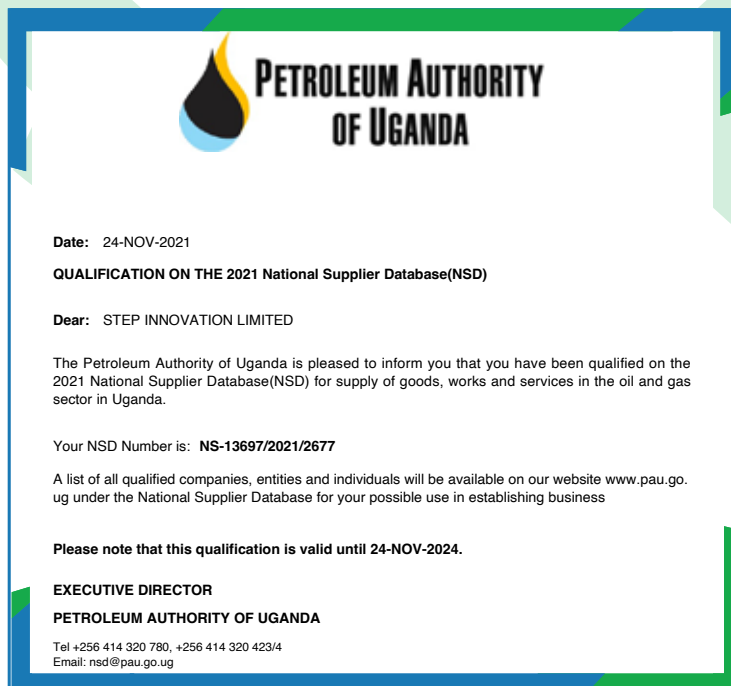 PETROLEUM AUTHORITY
OF UGANDA
Date: 24-NOV-2021
QUALIFICATION ON THE 2021 National Supplier Database(NSD)
Dear: STEP INNOVATION LIMITED
The Petroleum Authority of Uganda is pleased to inform you that you have been qualified on the
2021 National Supplier Database(NSD) for supply of goods, works and services in the oil and gas
sector in Uganda.
Your NSD Number is: NS-13697/2021/2677
A list of all qualified companies, entities and individuals will be available on our website www.pau.go.
ug under the National Supplier Database for your possible use in establishing business
Please note that this qualification is valid until 24-NOV-2024.
EXECUTIVE DIRECTOR
PETROLEUM AUTHORITY OF UGANDA
Tel +256 414 320 780, +256 414 320 423/4
Email: nsd@pau.go.ug